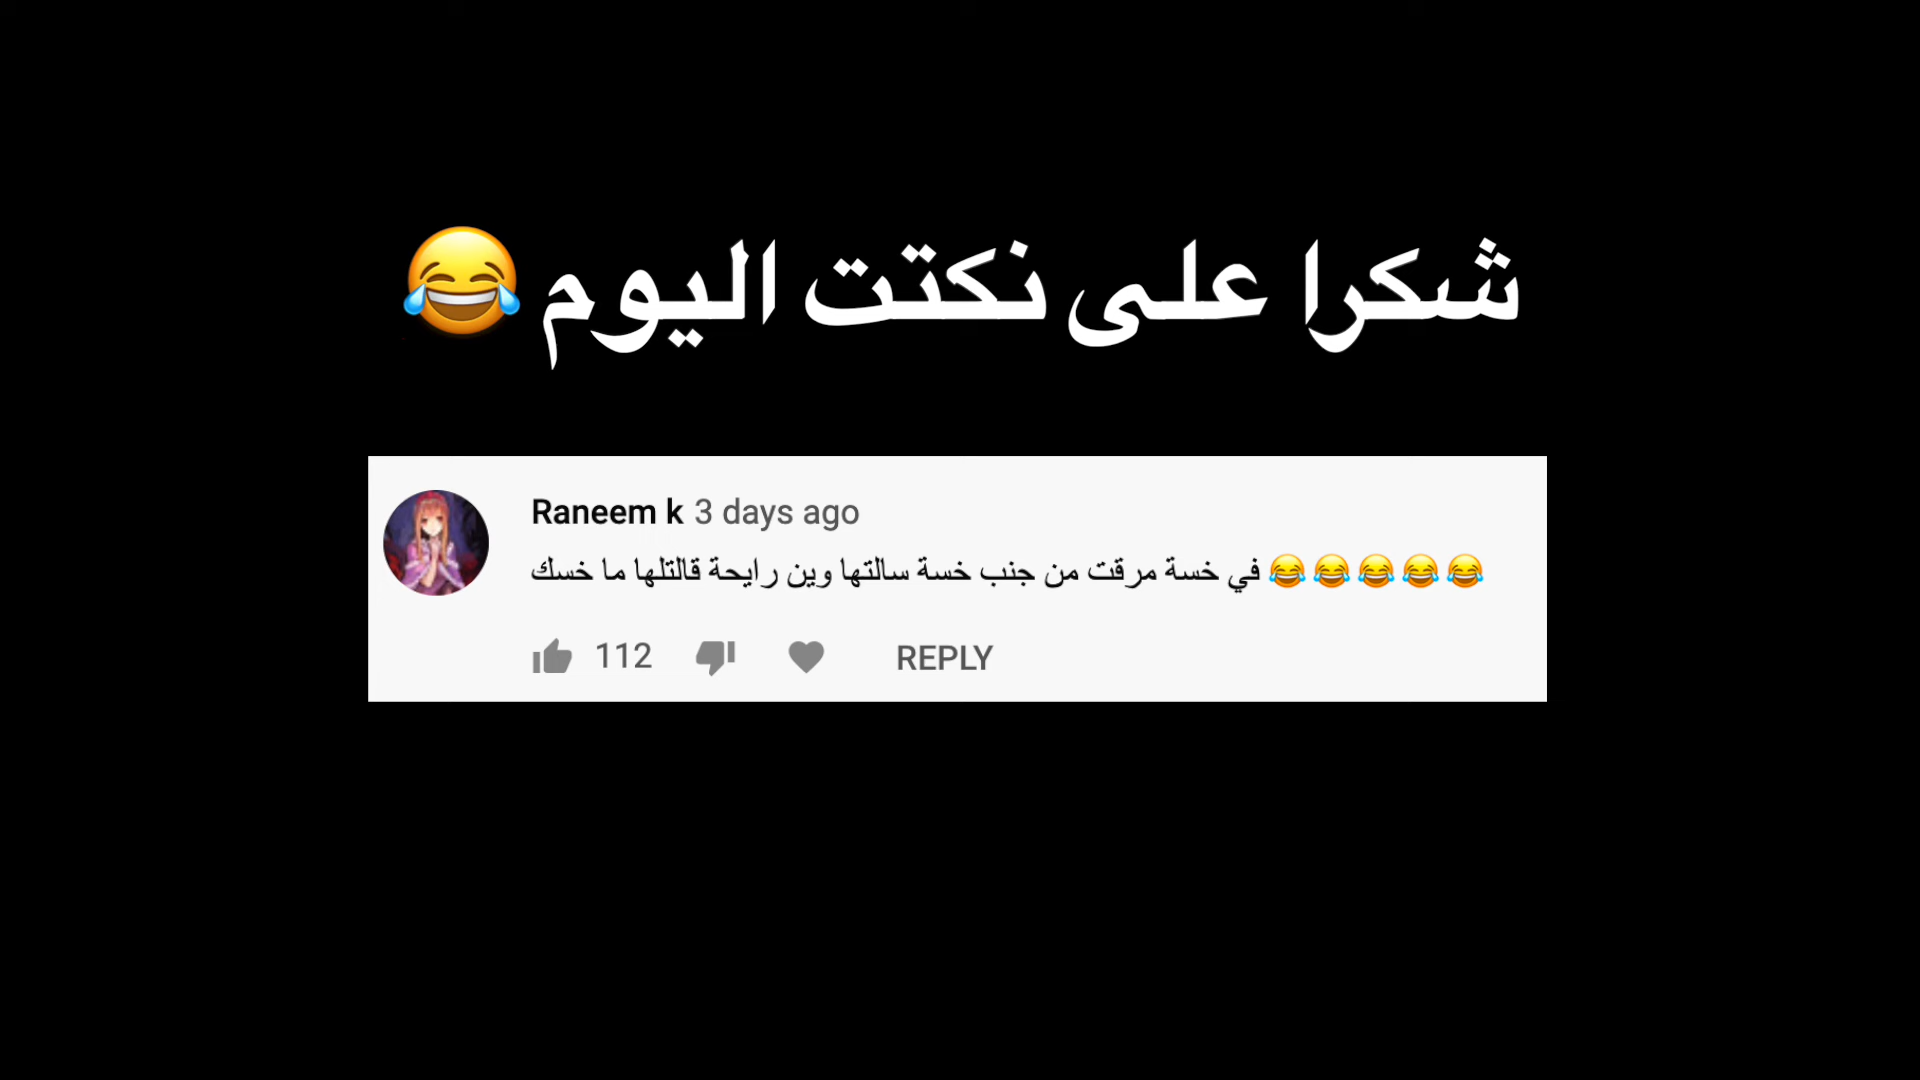 شكرا على نكتت اليوم 😂
Raneem k 3 days ago
في خسة مرقت من جنب خسة سالتها وين رايحة قالتلها ما خسك 😂😂😂😂😂
112 REPLY